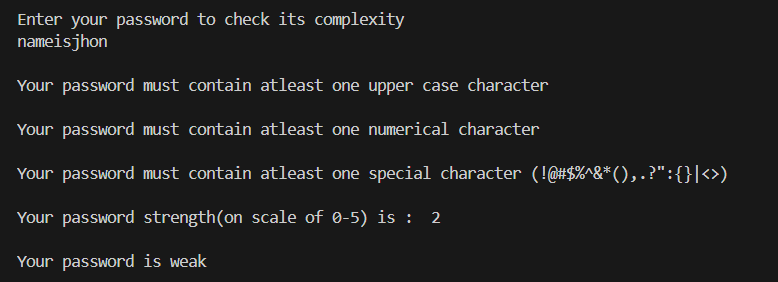 Enter your password to check its complexity
nameisjhon
Your password must contain atleast one upper case character
Your password must contain atleast one numerical character
Your password must contain atleast one special character (!@#$%^&*(),.?":{}|<>)
Your password strength(on scale of 0-5) is :  2
Your password is weak